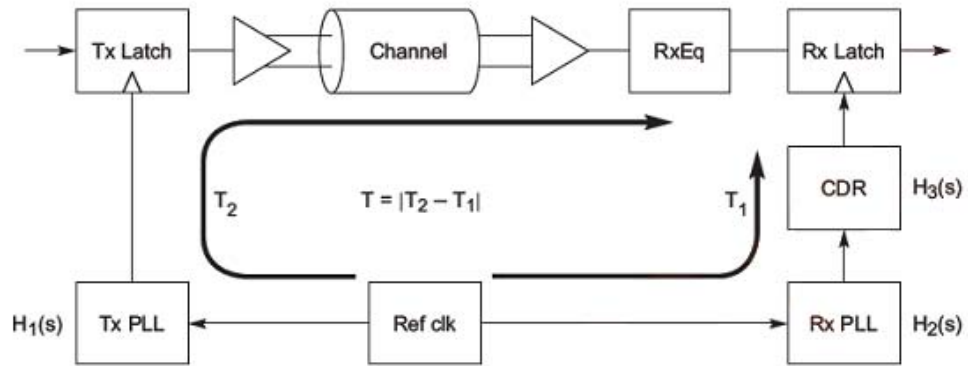 Tx Latch
Channel
RxEq
Rx Latch
T2
T = |T2 – T1|
T1
CDR
H3(s)
H1(s)
Tx PLL
Ref clk
Rx PLL
H2(s)